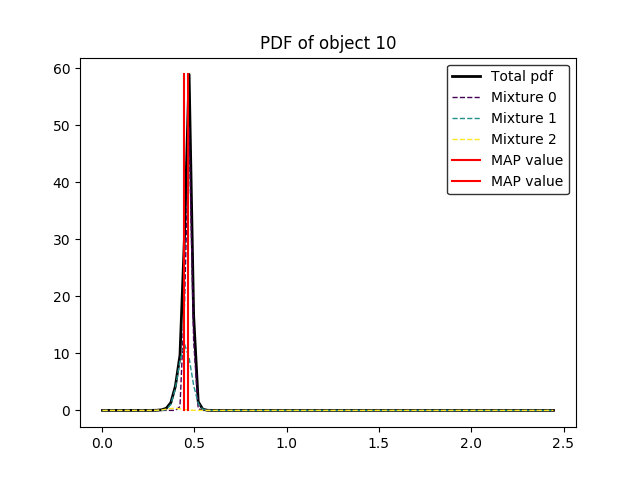 PDF of object 10
Total pdf
Mixture 0
Mixture 1
Mixture 2
MAP value
MAP value
60
50
40
30
20
10
0
0.0 0.5 1.0 1.5 2.0 2.5